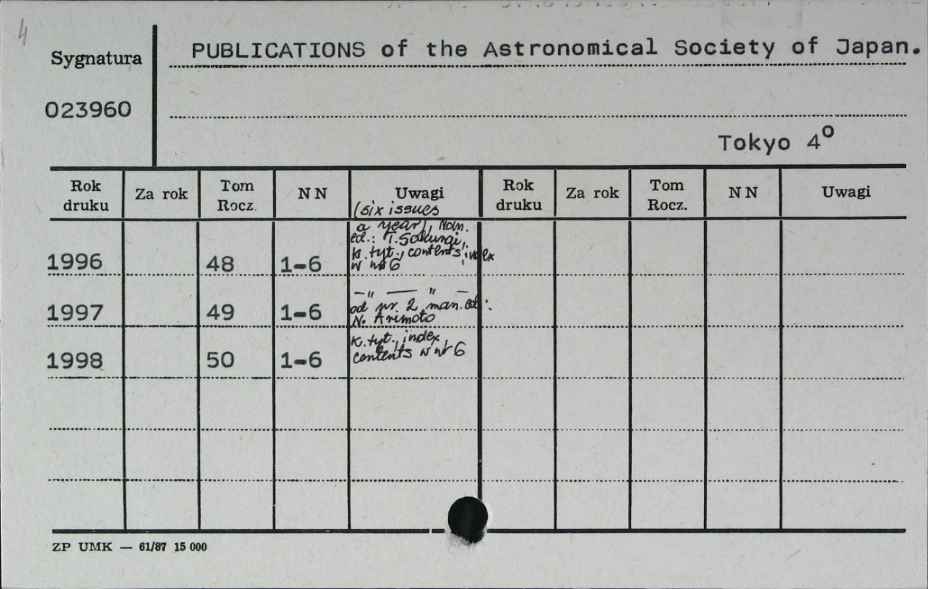 4
Sygnatura
PUBLICATIONS of the Astronomical Society of Japan.
023960
Tokyo 4°
Rok druku Za rok Tom Rocz. NN Uwagi Rok druku Za rok Tom Rocz. NN Uwagi
(six issues
a year),
ed.: T. Sakurai,
k. tyt., contents, index
1996 48 1-6 w nr 6
—"— —"—
od nr. 2 man. ed.:
1997 49 1-6 N. Arimoto
k. tyt., index,
1998 50 1-6 contents w nr 6
ZP UMK — 61/87 15 000